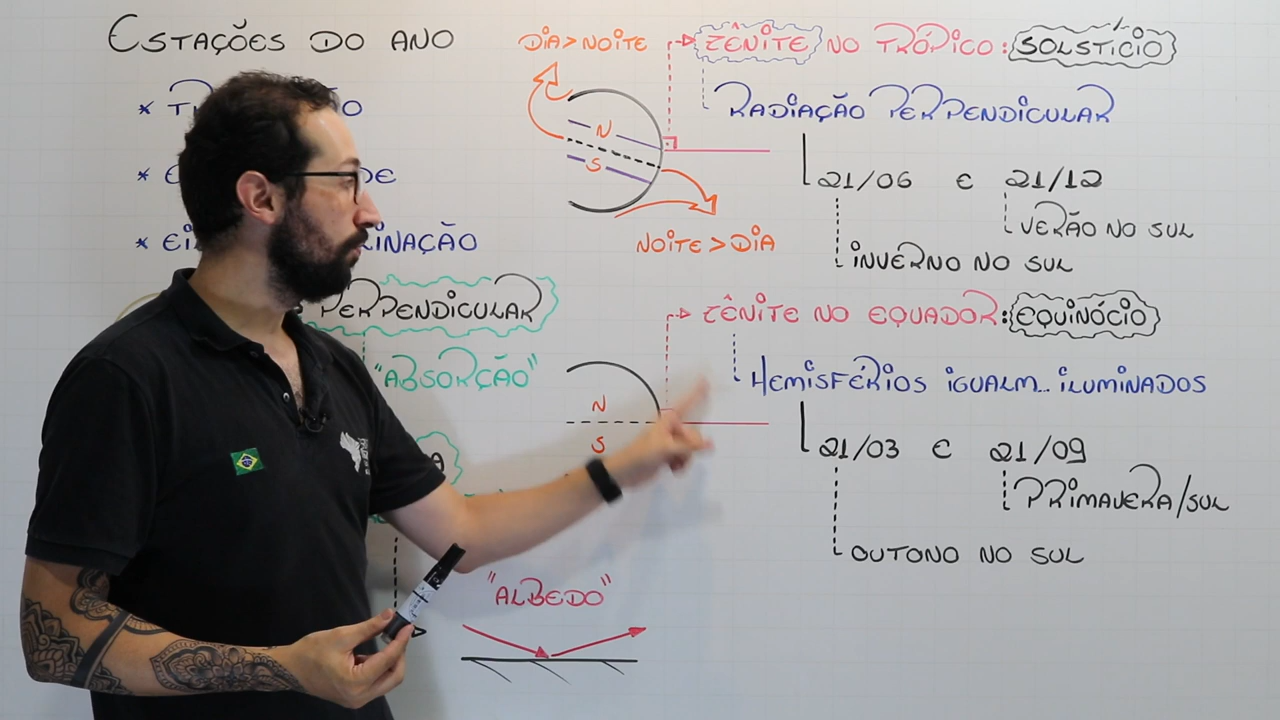 ESTAÇÕES DO ANO
*
*
* INAÇÃO
PERPENDICULAR
"ABSORÇÃO"
"ALBEDO"
DIA > NOITE
N
S
NOITE > DIA
N
S
ZÊNITE NO TRÓPICO: SOLSTÍCIO
RADIAÇÃO PERPENDICULAR
21/06 E 21/12
VERÃO NO SUL
INVERNO NO SUL
ZÊNITE NO EQUADOR: EQUINÓCIO
HEMISFÉRIOS IGUALM... ILUMINADOS
21/03 E 21/09
PRIMAVERA/SUL
OUTONO NO SUL